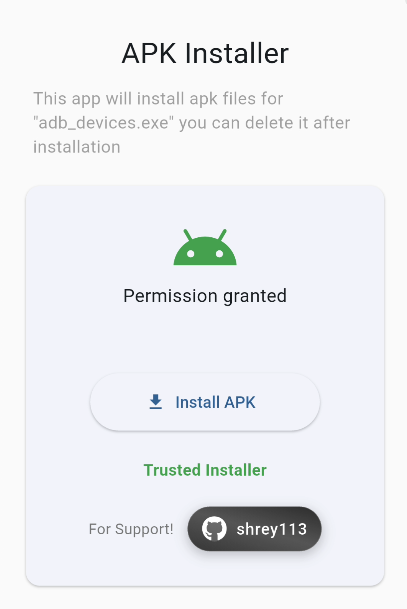 APK Installer
This app will install apk files for
"adb_devices.exe" you can delete it after
installation
Permission granted
Install APK
Trusted Installer
For Support! shrey113